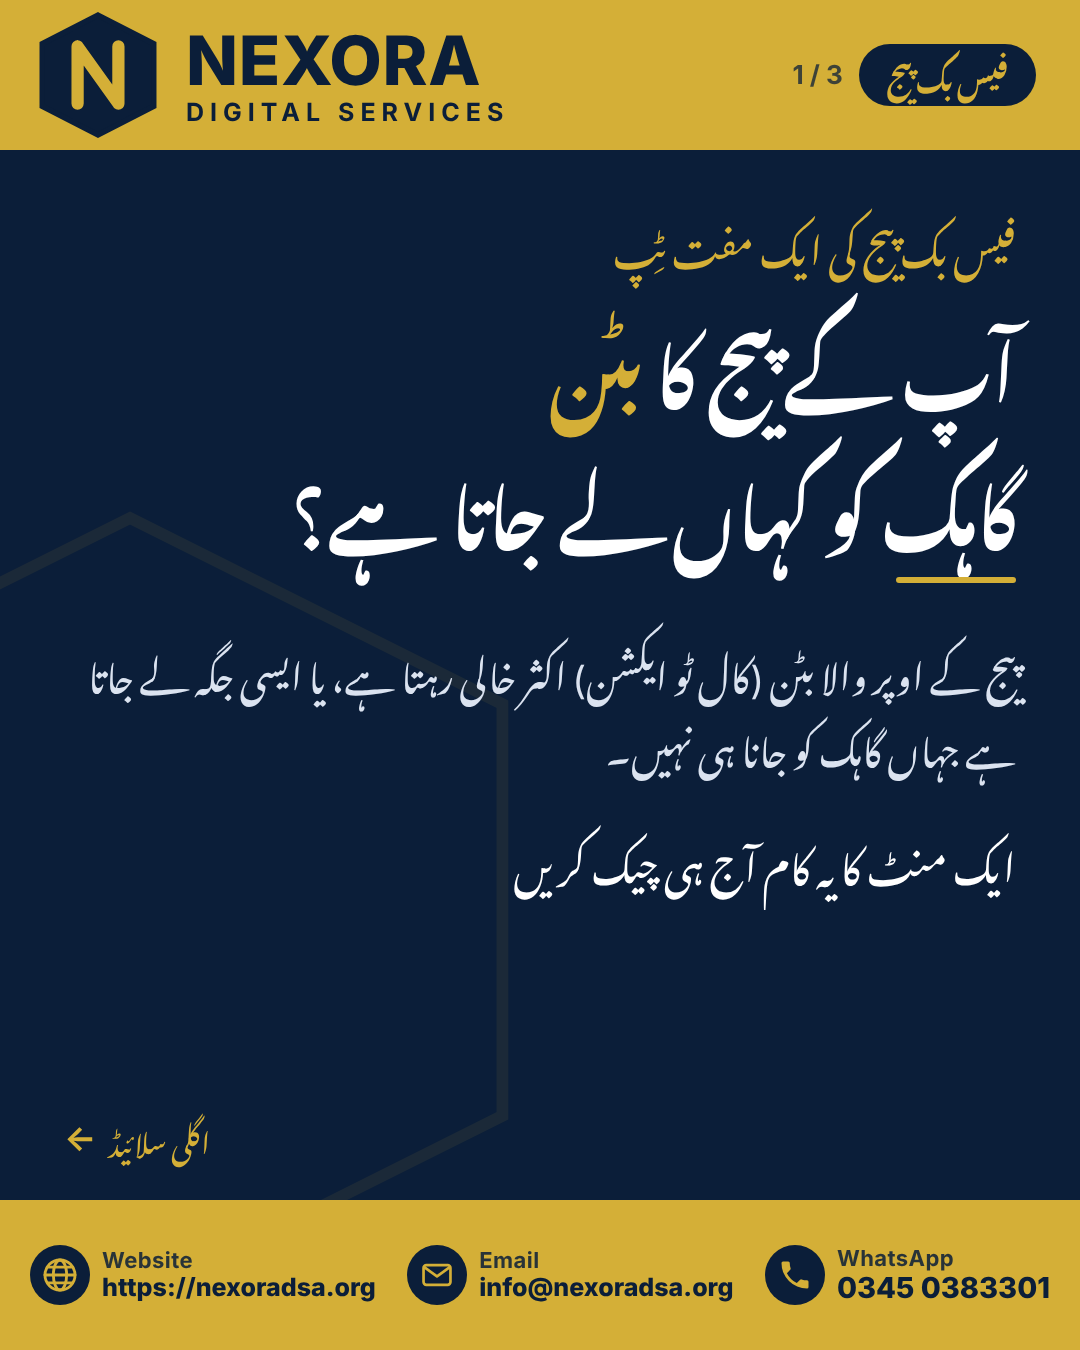 NEXORA
DIGITAL SERVICES
1 / 3
فیس بک پیج
فیس بک پیج کی ایک مفت ٹِپ
آپ کے پیج کا بٹن
گاہک کو کہاں لے جاتا ہے؟
پیج کے اوپر والا بٹن (کال ٹو ایکشن) اکثر خالی رہتا ہے، یا ایسی جگہ لے جاتا
ہے جہاں گاہک کو جانا ہی نہیں۔
ایک منٹ کا یہ کام آج ہی چیک کریں
اگلی سلائیڈ ←
Website
https://nexoradsa.org
Email
info@nexoradsa.org
WhatsApp
0345 0383301